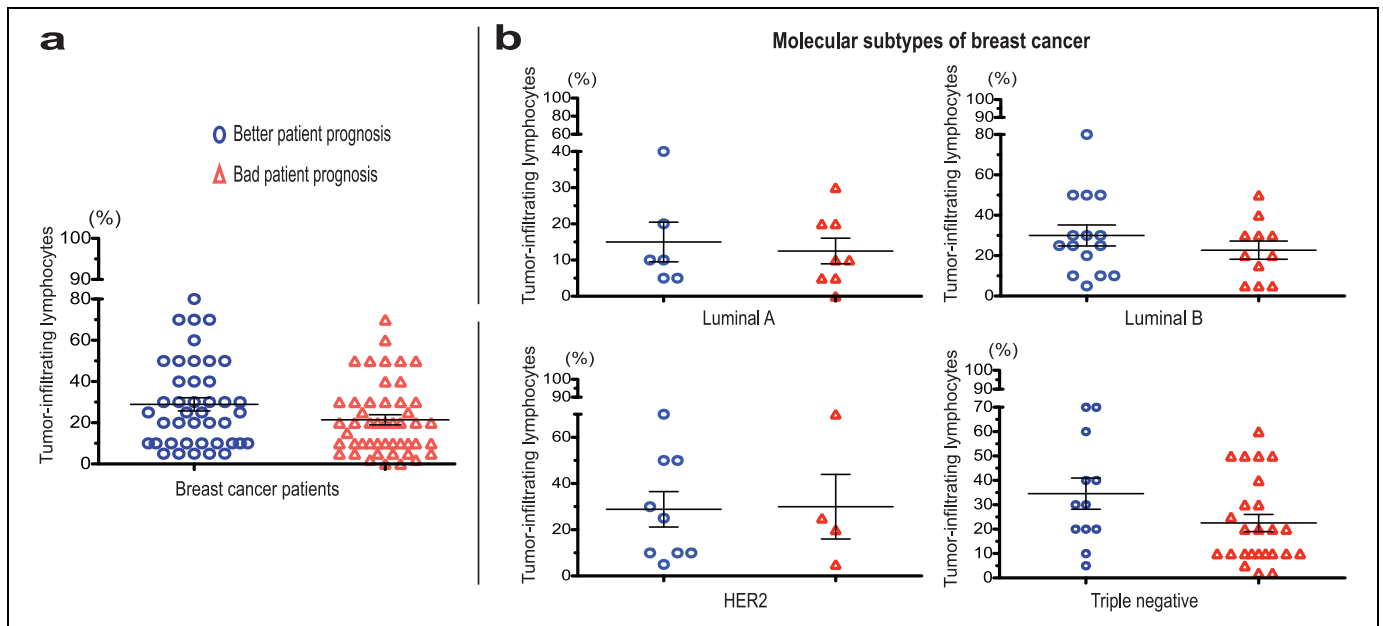 a
Better patient prognosis
Bad patient prognosis
(%)
Tumor-infiltrating lymphocytes
100
90
80
60
40
20
0
Breast cancer patients
b
Molecular subtypes of breast cancer
(%)
Tumor-infiltrating lymphocytes
100
80
60
40
30
20
10
0
Luminal A
(%)
Tumor-infiltrating lymphocytes
100
90
80
60
40
20
0
Luminal B
(%)
Tumor-infiltrating lymphocytes
100
90
60
40
20
0
HER2
(%)
Tumor-infiltrating lymphocytes
100
90
70
60
50
40
30
20
10
0
Triple negative